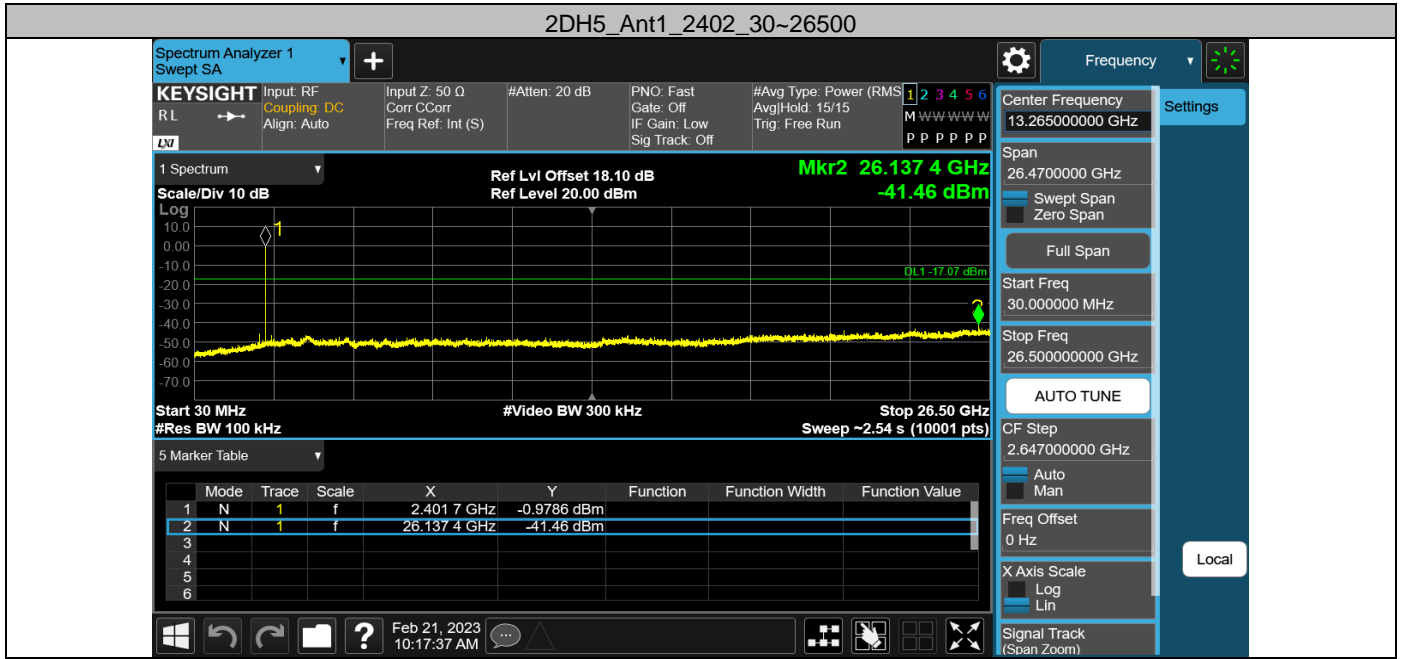 2DH5_Ant1_2402_30~26500
Spectrum Analyzer 1
Swept SA
Frequency
KEYSIGHT
RL
LXI
Input: RF
Coupling: DC
Align: Auto
Input Z: 50 Ω
Corr CCorr
Freq Ref: Int (S)
#Atten: 20 dB
PNO: Fast
Gate: Off
IF Gain: Low
Sig Track: Off
#Avg Type: Power (RMS
Avg|Hold: 15/15
Trig: Free Run
1 2 3 4 5 6
M W W W W W
P P P P P P
1 Spectrum
Scale/Div 10 dB
Ref Lvl Offset 18.10 dB
Ref Level 20.00 dBm
Mkr2 26.137 4 GHz
-41.46 dBm
Log
10.0
0.00
-10.0
-20.0
-30.0
-40.0
-50.0
-60.0
-70.0
1
DL1 -17.07 dBm
Start 30 MHz
#Video BW 300 kHz
Stop 26.50 GHz
#Res BW 100 kHz
Sweep ~2.54 s (10001 pts)
5 Marker Table
Mode Trace Scale X Y Function Function Width Function Value
1 N 1 f 2.401 7 GHz -0.9786 dBm
2 N 1 f 26.137 4 GHz -41.46 dBm
3
4
5
6
Feb 21, 2023
10:17:37 AM
Center Frequency
13.265000000 GHz
Settings
Span
26.4700000 GHz
Swept Span
Zero Span
Full Span
Start Freq
30.000000 MHz
Stop Freq
26.500000000 GHz
AUTO TUNE
CF Step
2.647000000 GHz
Auto
Man
Freq Offset
0 Hz
X Axis Scale
Log
Lin
Signal Track
(Span Zoom)
Local